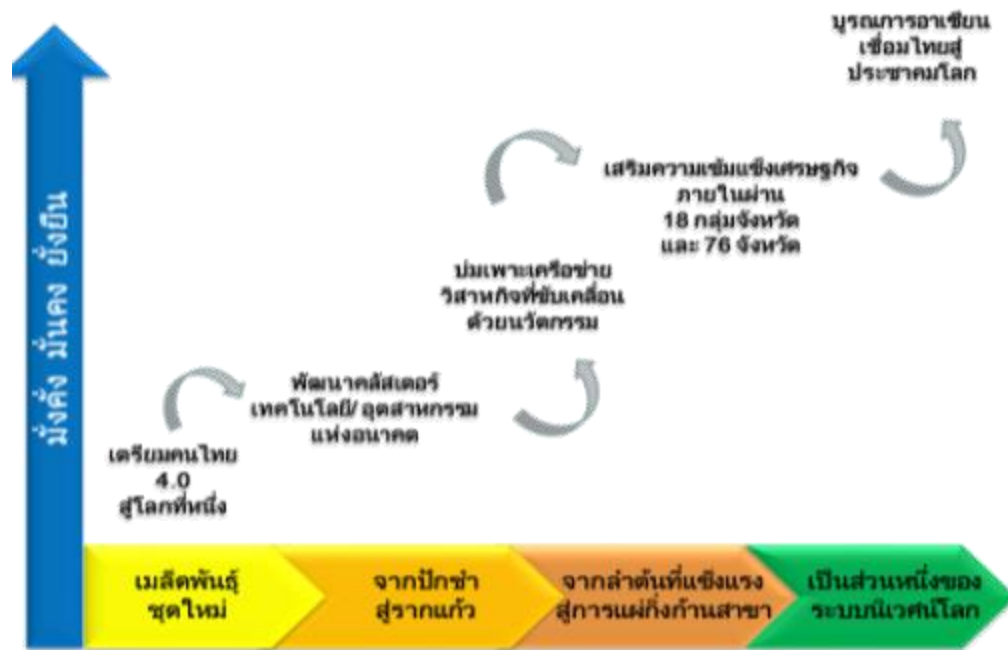 มั่งคั่ง มั่นคง ยั่งยืน
เตรียมคนไทย
4.0
สู่โลกที่หนึ่ง
พัฒนาคลัสเตอร์
เทคโนโลยี/ อุตสาหกรรม
แห่งอนาคต
บ่มเพาะเครือข่าย
วิสาหกิจที่ขับเคลื่อน
ด้วยนวัตกรรม
เสริมความเข้มแข็งเศรษฐกิจ
ภายในผ่าน
18 กลุ่มจังหวัด
และ 76 จังหวัด
บูรณการอาเซียน
เชื่อมไทยสู่
ประชาคมโลก
เมล็ดพันธุ์
ชุดใหม่
จากปักชำ
สู่รากแก้ว
จากลำต้นที่แข็งแรง
สู่การแผ่กิ่งก้านสาขา
เป็นส่วนหนึ่งของ
ระบบนิเวศน์โลก